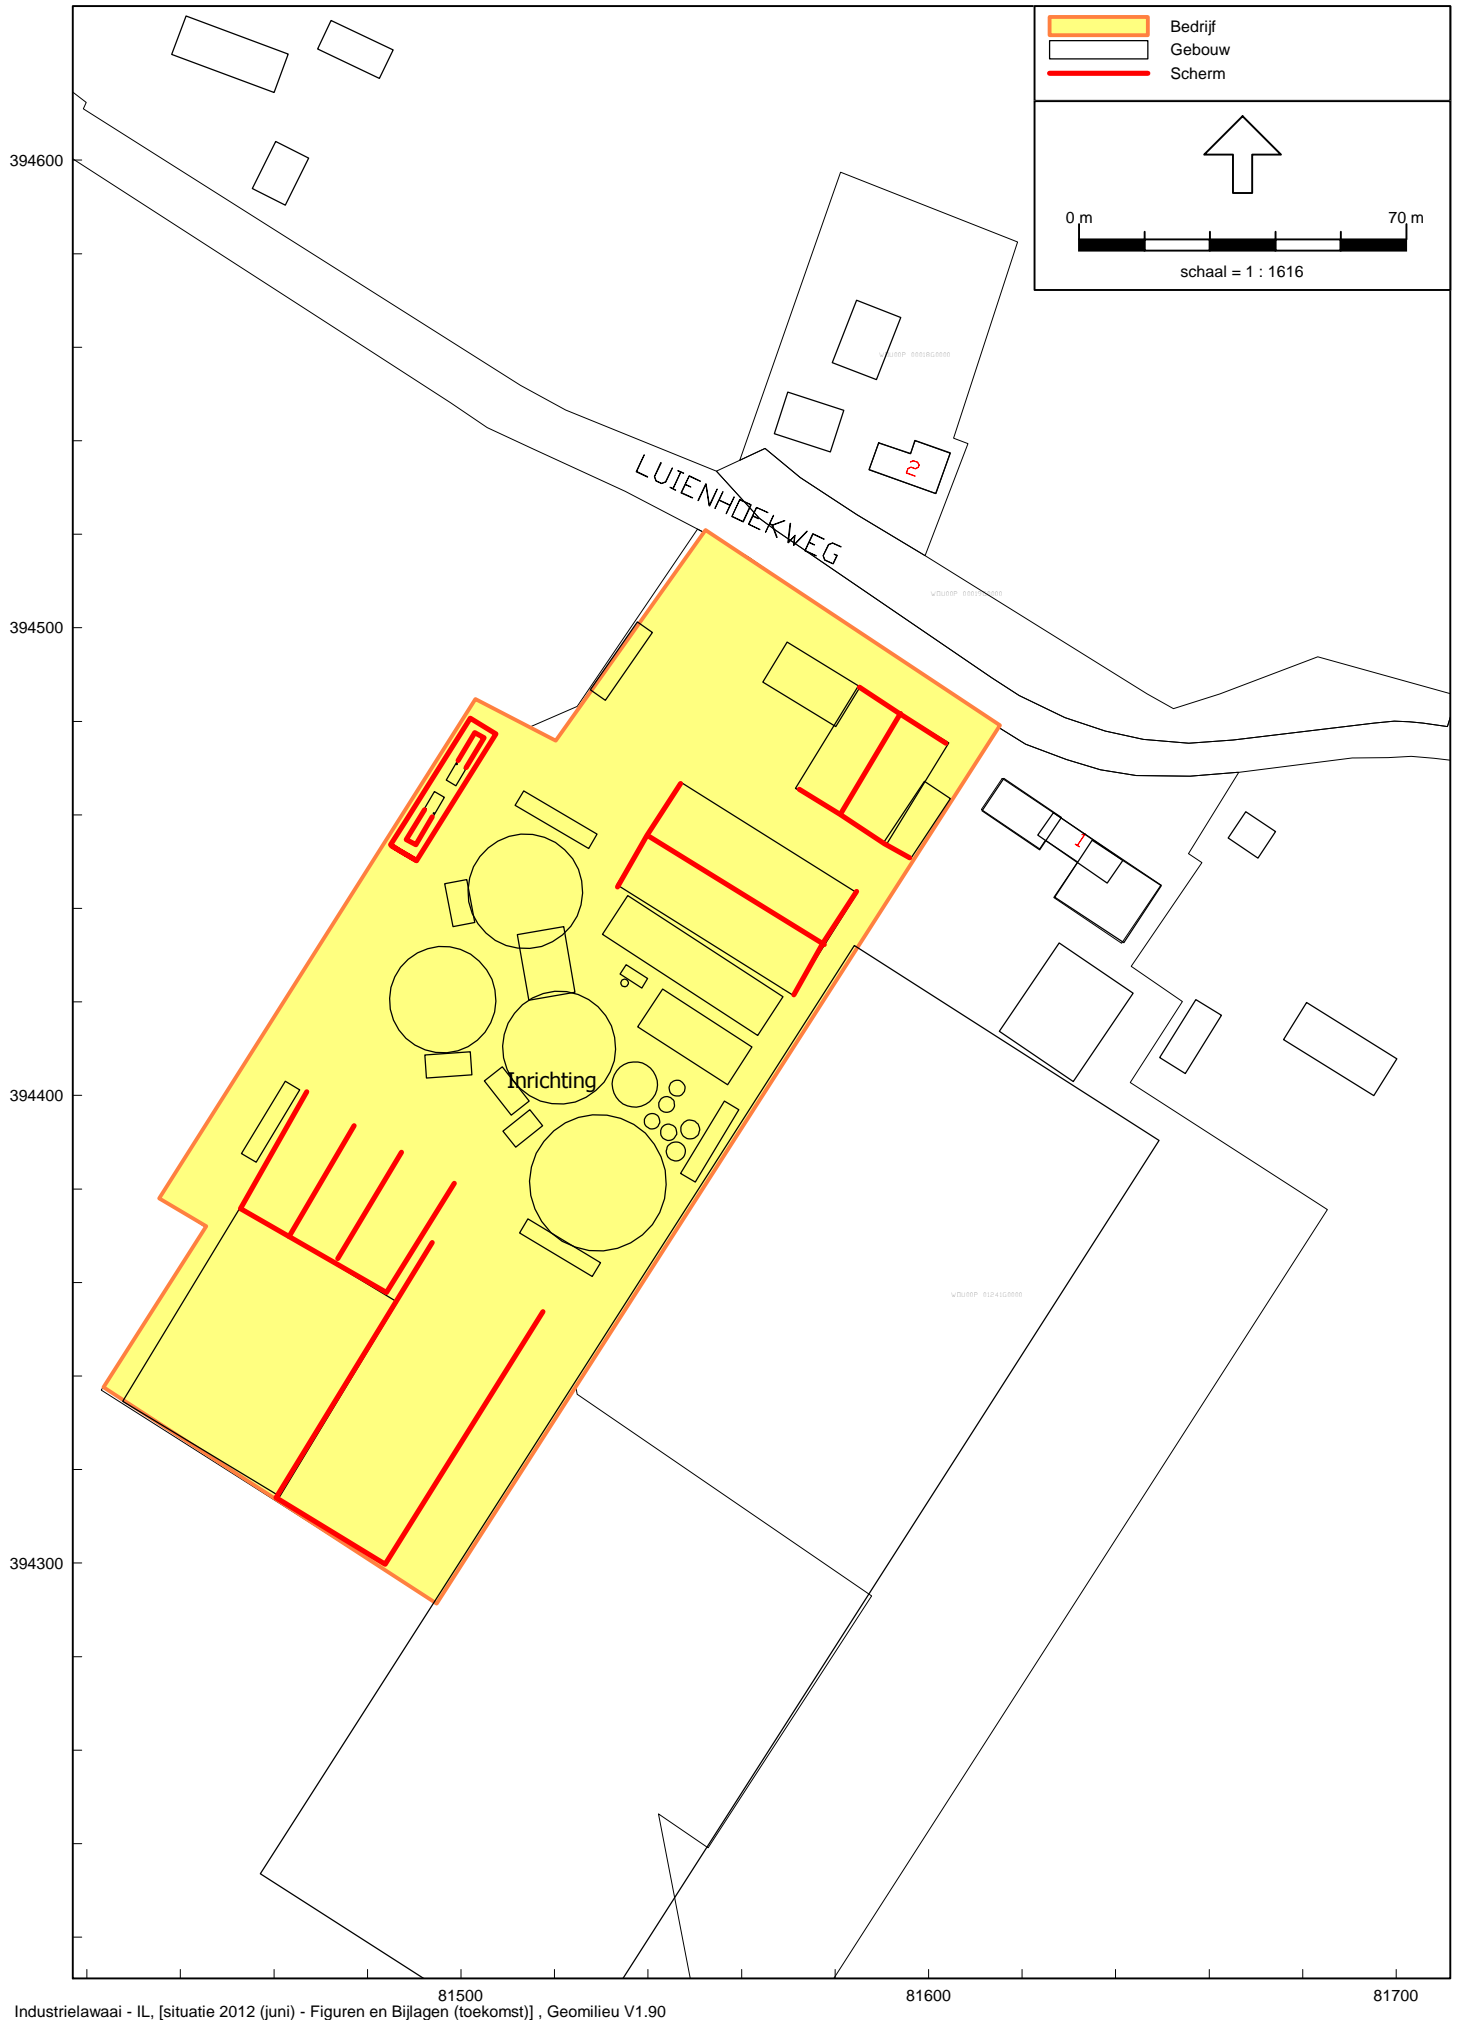 Bedrijf
Gebouw
Scherm
0 m 70 m
schaal = 1 : 1616
394600
2
LUIENHOEKWEG
394500
1
394400
Inrichting
394300
81500 81600 81700
Industrielawaai - IL, [situatie 2012 (juni) - Figuren en Bijlagen (toekomst)] , Geomilieu V1.90